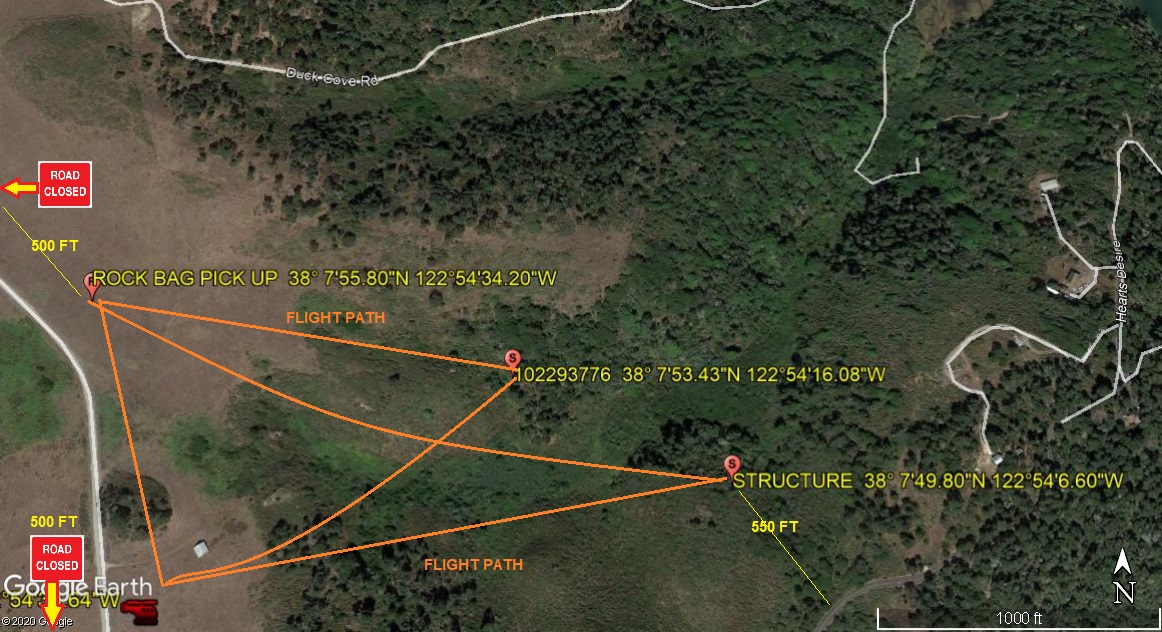 Duck Cove Rd
ROAD
CLOSED
500 FT
ROCK BAG PICK UP 38° 7'55.80"N 122°54'34.20"W
Hearts Desire
FLIGHT PATH
102293776 38° 7'53.43"N 122°54'16.08"W
STRUCTURE 38° 7'49.80"N 122°54'6.60"W
500 FT
550 FT
ROAD
CLOSED
FLIGHT PATH
Google Earth
N
1000 ft
©2020 Google